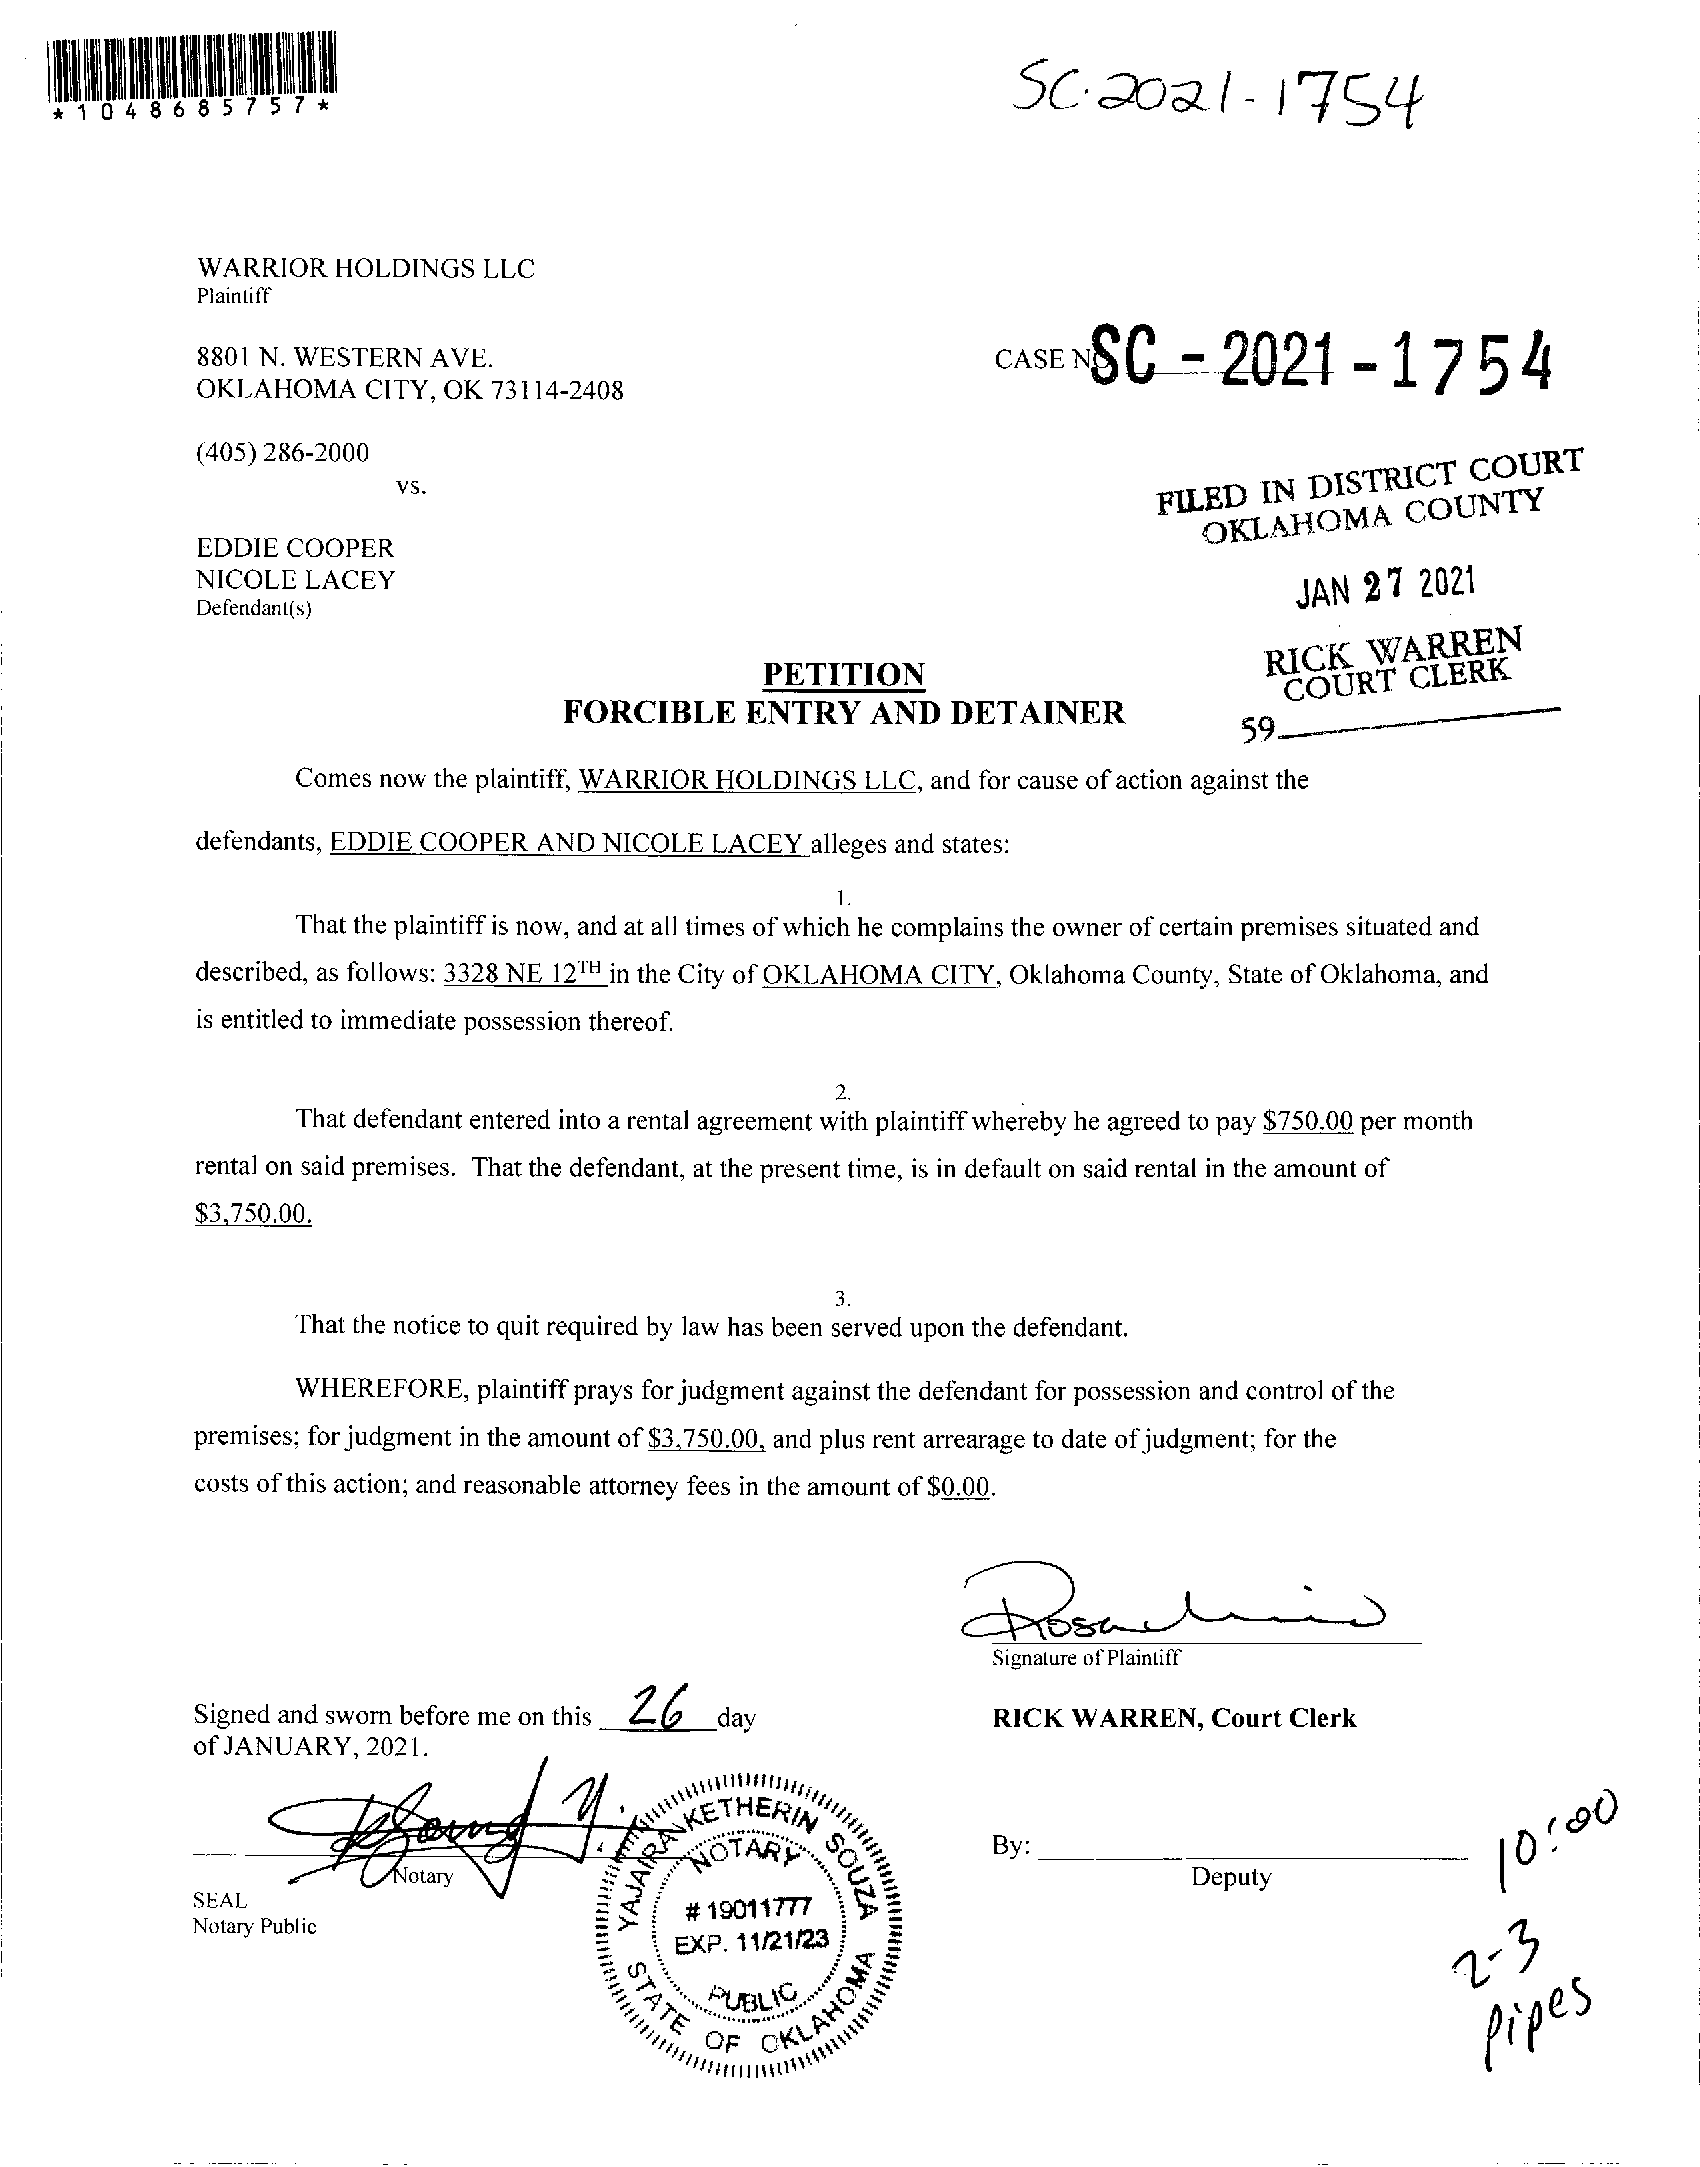 *1048685757*
SC-2021-1754
WARRIOR HOLDINGS LLC
Plaintiff
8801 N. WESTERN AVE.
OKLAHOMA CITY, OK 73114-2408
CASE NO SC - 2021 - 1754
(405) 286-2000
vs.
FILED IN DISTRICT COURT
OKLAHOMA COUNTY
EDDIE COOPER
NICOLE LACEY
Defendant(s)
JAN 27 2021
RICK WARREN
COURT CLERK
59
PETITION
FORCIBLE ENTRY AND DETAINER
Comes now the plaintiff, WARRIOR HOLDINGS LLC, and for cause of action against the
defendants, EDDIE COOPER AND NICOLE LACEY alleges and states:
1.
That the plaintiff is now, and at all times of which he complains the owner of certain premises situated and
described, as follows: 3328 NE 12TH in the City of OKLAHOMA CITY, Oklahoma County, State of Oklahoma, and
is entitled to immediate possession thereof.
2.
That defendant entered into a rental agreement with plaintiff whereby he agreed to pay $750.00 per month
rental on said premises. That the defendant, at the present time, is in default on said rental in the amount of
$3,750.00.
3.
That the notice to quit required by law has been served upon the defendant.
WHEREFORE, plaintiff prays for judgment against the defendant for possession and control of the
premises; for judgment in the amount of $3,750.00, and plus rent arrearage to date of judgment; for the
costs of this action; and reasonable attorney fees in the amount of $0.00.
Signature of Plaintiff
Signed and sworn before me on this 26 day
of JANUARY, 2021.
RICK WARREN, Court Clerk
Notary
SEAL
Notary Public
YAJAIRA KETHERIN SOUZA
NOTARY
# 19011777
EXP. 11/21/23
PUBLIC
STATE OF OKLAHOMA
By:
Deputy
10:00
2-3
pipes